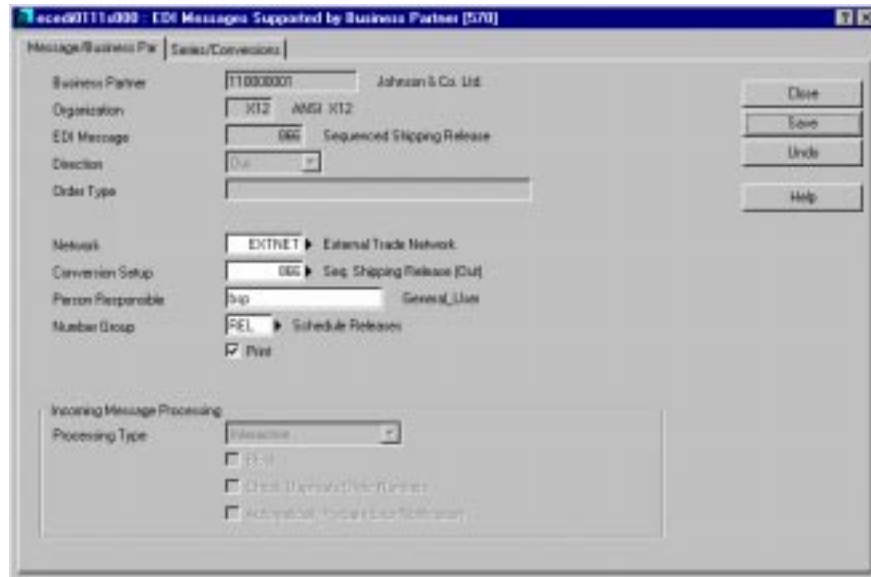 ecedi0111s000 : EDI Messages Supported by Business Partner [570]
Message/Business Par Series/Conversions
Business Partner 110000001 Johnson & Co. Ltd.
Organization X12 ANSI X12
EDI Message 866 Sequenced Shipping Release
Direction Out
Order Type
Network EXTNET External Trade Network
Conversion Setup 866 Seq. Shipping Release (Out)
Person Responsible bsp General_User
Number Group REL Schedule Releases
Print
Close
Save
Undo
Help
Incoming Message Processing
Processing Type Interactive